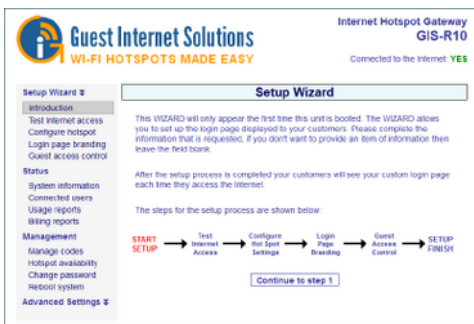 Guest Internet Solutions
WI-FI HOTSPOTS MADE EASY
Internet Hotspot Gateway
GIS-R10
Connected to the Internet YES
Setup Wizard
Introduction
Test Internet access
Configure hotspot
Login page branding
Guest access control
Status
System information
Connected users
Usage reports
Billing reports
Management
Manage codes
Hotspot availability
Change password
Reboot system
Advanced Settings
Setup Wizard
This WIZARD will only appear the first time this unit is booted. The WIZARD allows
you to set up the login page displayed to your customers. Please complete the
information that is requested, if you don't want to provide an item of information then
leave the field blank.
After the setup process is completed your customers will see your custom login page
each time they access the Internet.
The steps for the setup process are shown below.
START SETUP
Test Internet Access
Configure Hot Spot Settings
Login Page Branding
Guest Access Control
SETUP FINISH
Continue to step 1